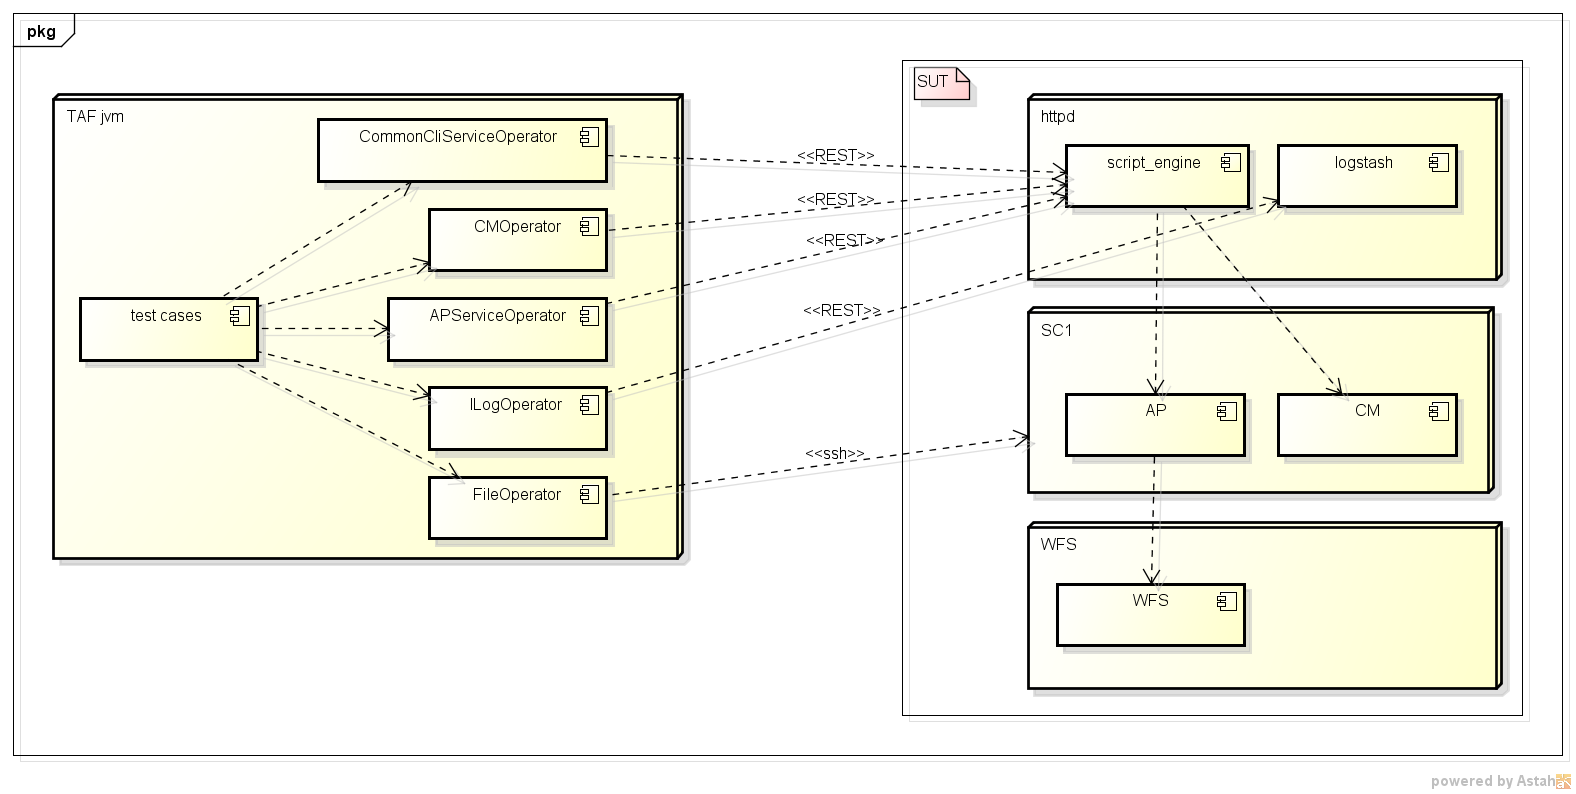 pkg
TAF jvm
CommonCliServiceOperator
CMOperator
test cases
APServiceOperator
ILogOperator
FileOperator
<<REST>>
<<REST>>
<<REST>>
<<REST>>
<<ssh>>
SUT
httpd
script_engine
logstash
SC1
AP
CM
WFS
WFS
powered by Astah